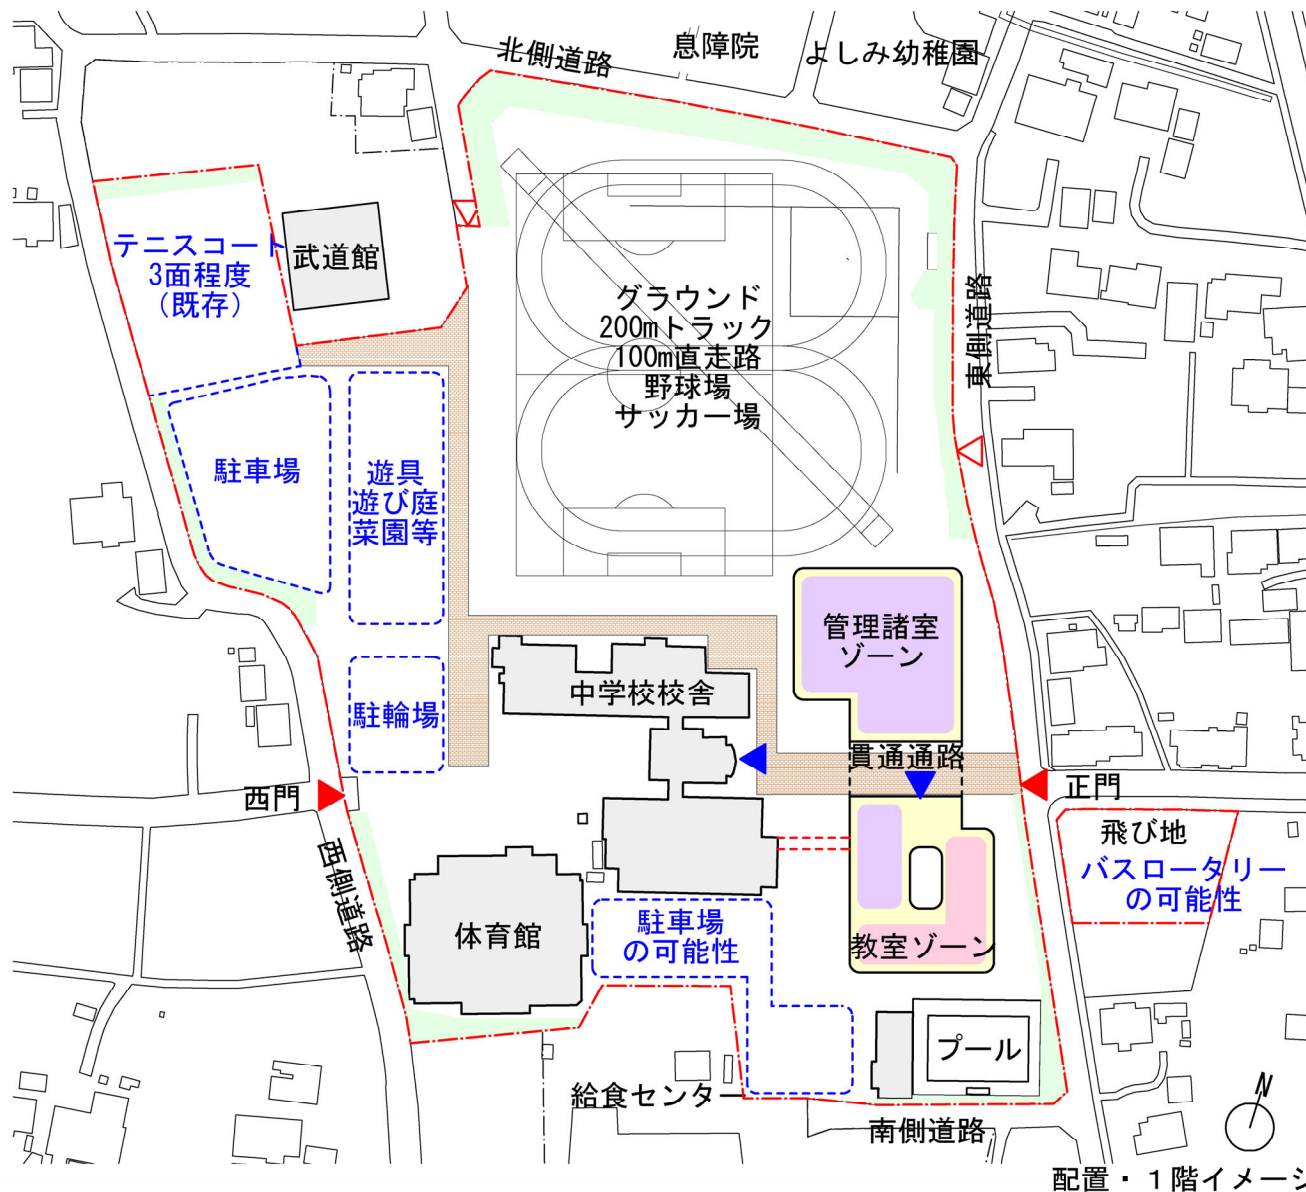 北側道路
息障院
よしみ幼稚園
テニスコート
3面程度
（既存）
武道館
グラウンド
200mトラック
100m直走路
野球場
サッカー場
東側道路
駐車場
遊具
遊び庭
菜園等
管理諸室
ゾーン
中学校校舎
駐輪場
貫通通路
西門
正門
飛び地
バスロータリー
の可能性
西側道路
体育館
駐車場
の可能性
教室ゾーン
プール
給食センター
南側道路
N
配置・１階イメージ